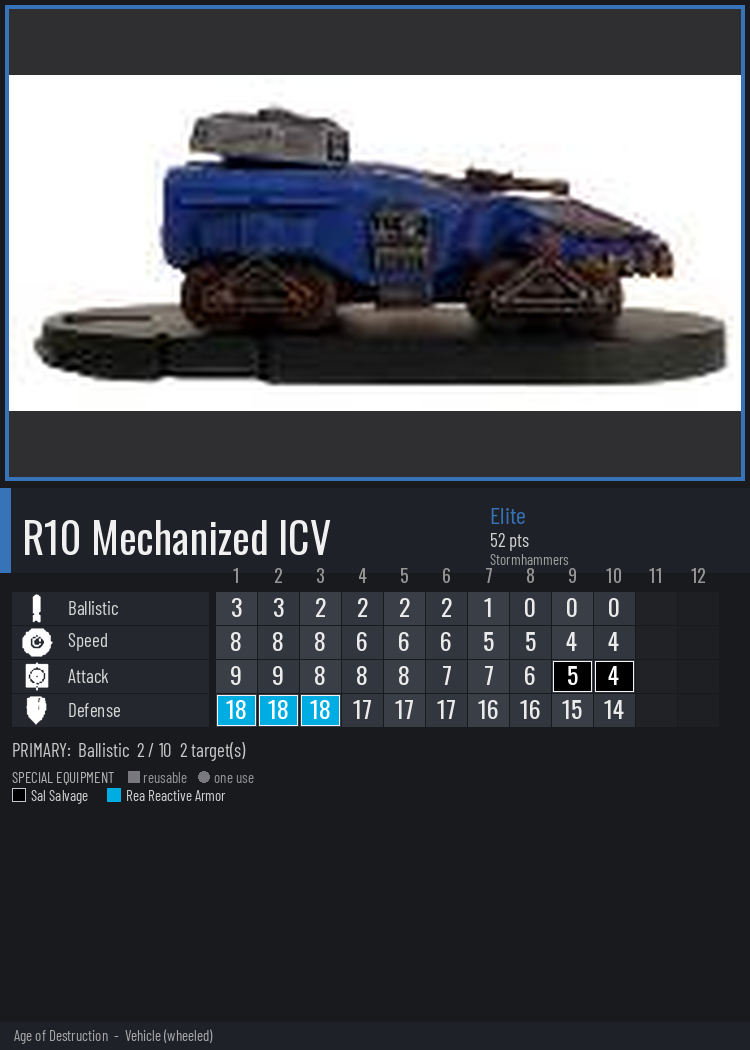 R10 Mechanized ICV
Elite
52 pts
Stormhammers
1 2 3 4 5 6 7 8 9 10 11 12
Ballistic 3 3 2 2 2 2 1 0 0 0
Speed 8 8 8 6 6 6 5 5 4 4
Attack 9 9 8 8 8 7 7 6 5 4
Defense 18 18 18 17 17 17 16 16 15 14
PRIMARY: Ballistic 2 / 10 2 target(s)
SPECIAL EQUIPMENT reusable one use
Sal Salvage Rea Reactive Armor
Age of Destruction - Vehicle (wheeled)